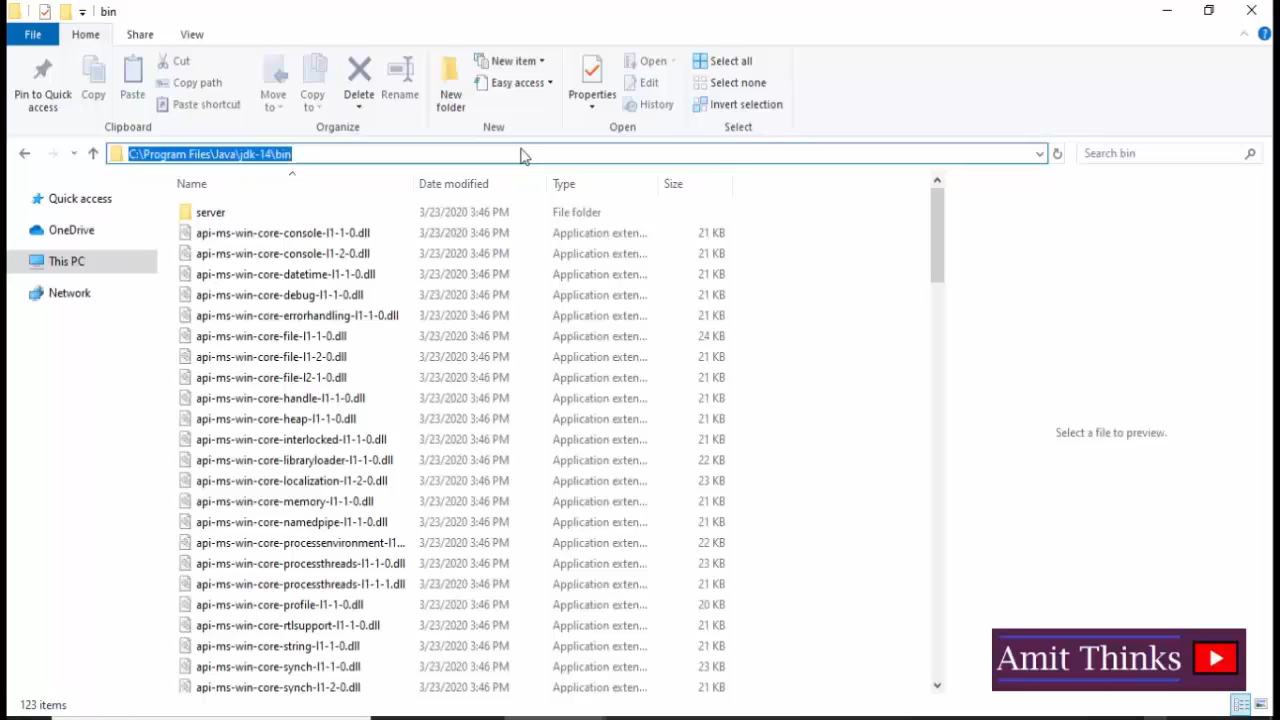 bin
File Home Share View
Pin to Quick access
Copy
Paste
Cut
Copy path
Paste shortcut
Clipboard
Move to
Copy to
Delete
Rename
Organize
New folder
New item
Easy access
New
Properties
Open
Edit
History
Open
Select all
Select none
Invert selection
Select
C:\Program Files\Java\jdk-14\bin
Search bin
Quick access
OneDrive
This PC
Network
Name Date modified Type Size
server 3/23/2020 3:46 PM File folder
api-ms-win-core-console-l1-1-0.dll 3/23/2020 3:46 PM Application exten... 21 KB
api-ms-win-core-console-l1-2-0.dll 3/23/2020 3:46 PM Application exten... 21 KB
api-ms-win-core-datetime-l1-1-0.dll 3/23/2020 3:46 PM Application exten... 21 KB
api-ms-win-core-debug-l1-1-0.dll 3/23/2020 3:46 PM Application exten... 21 KB
api-ms-win-core-errorhandling-l1-1-0.dll 3/23/2020 3:46 PM Application exten... 21 KB
api-ms-win-core-file-l1-1-0.dll 3/23/2020 3:46 PM Application exten... 24 KB
api-ms-win-core-file-l1-2-0.dll 3/23/2020 3:46 PM Application exten... 21 KB
api-ms-win-core-file-l2-1-0.dll 3/23/2020 3:46 PM Application exten... 21 KB
api-ms-win-core-handle-l1-1-0.dll 3/23/2020 3:46 PM Application exten... 21 KB
api-ms-win-core-heap-l1-1-0.dll 3/23/2020 3:46 PM Application exten... 21 KB
api-ms-win-core-interlocked-l1-1-0.dll 3/23/2020 3:46 PM Application exten... 21 KB
api-ms-win-core-libraryloader-l1-1-0.dll 3/23/2020 3:46 PM Application exten... 22 KB
api-ms-win-core-localization-l1-2-0.dll 3/23/2020 3:46 PM Application exten... 23 KB
api-ms-win-core-memory-l1-1-0.dll 3/23/2020 3:46 PM Application exten... 21 KB
api-ms-win-core-namedpipe-l1-1-0.dll 3/23/2020 3:46 PM Application exten... 21 KB
api-ms-win-core-processenvironment-l1... 3/23/2020 3:46 PM Application exten... 22 KB
api-ms-win-core-processthreads-l1-1-0.dll 3/23/2020 3:46 PM Application exten... 23 KB
api-ms-win-core-processthreads-l1-1-1.dll 3/23/2020 3:46 PM Application exten... 21 KB
api-ms-win-core-profile-l1-1-0.dll 3/23/2020 3:46 PM Application exten... 20 KB
api-ms-win-core-rtlsupport-l1-1-0.dll 3/23/2020 3:46 PM Application exten... 21 KB
api-ms-win-core-string-l1-1-0.dll 3/23/2020 3:46 PM Application exten... 21 KB
api-ms-win-core-synch-l1-1-0.dll 3/23/2020 3:46 PM Application exten... 23 KB
api-ms-win-core-synch-l1-2-0.dll 3/23/2020 3:46 PM Application exten... 21 KB
Select a file to preview.
Amit Thinks
123 items